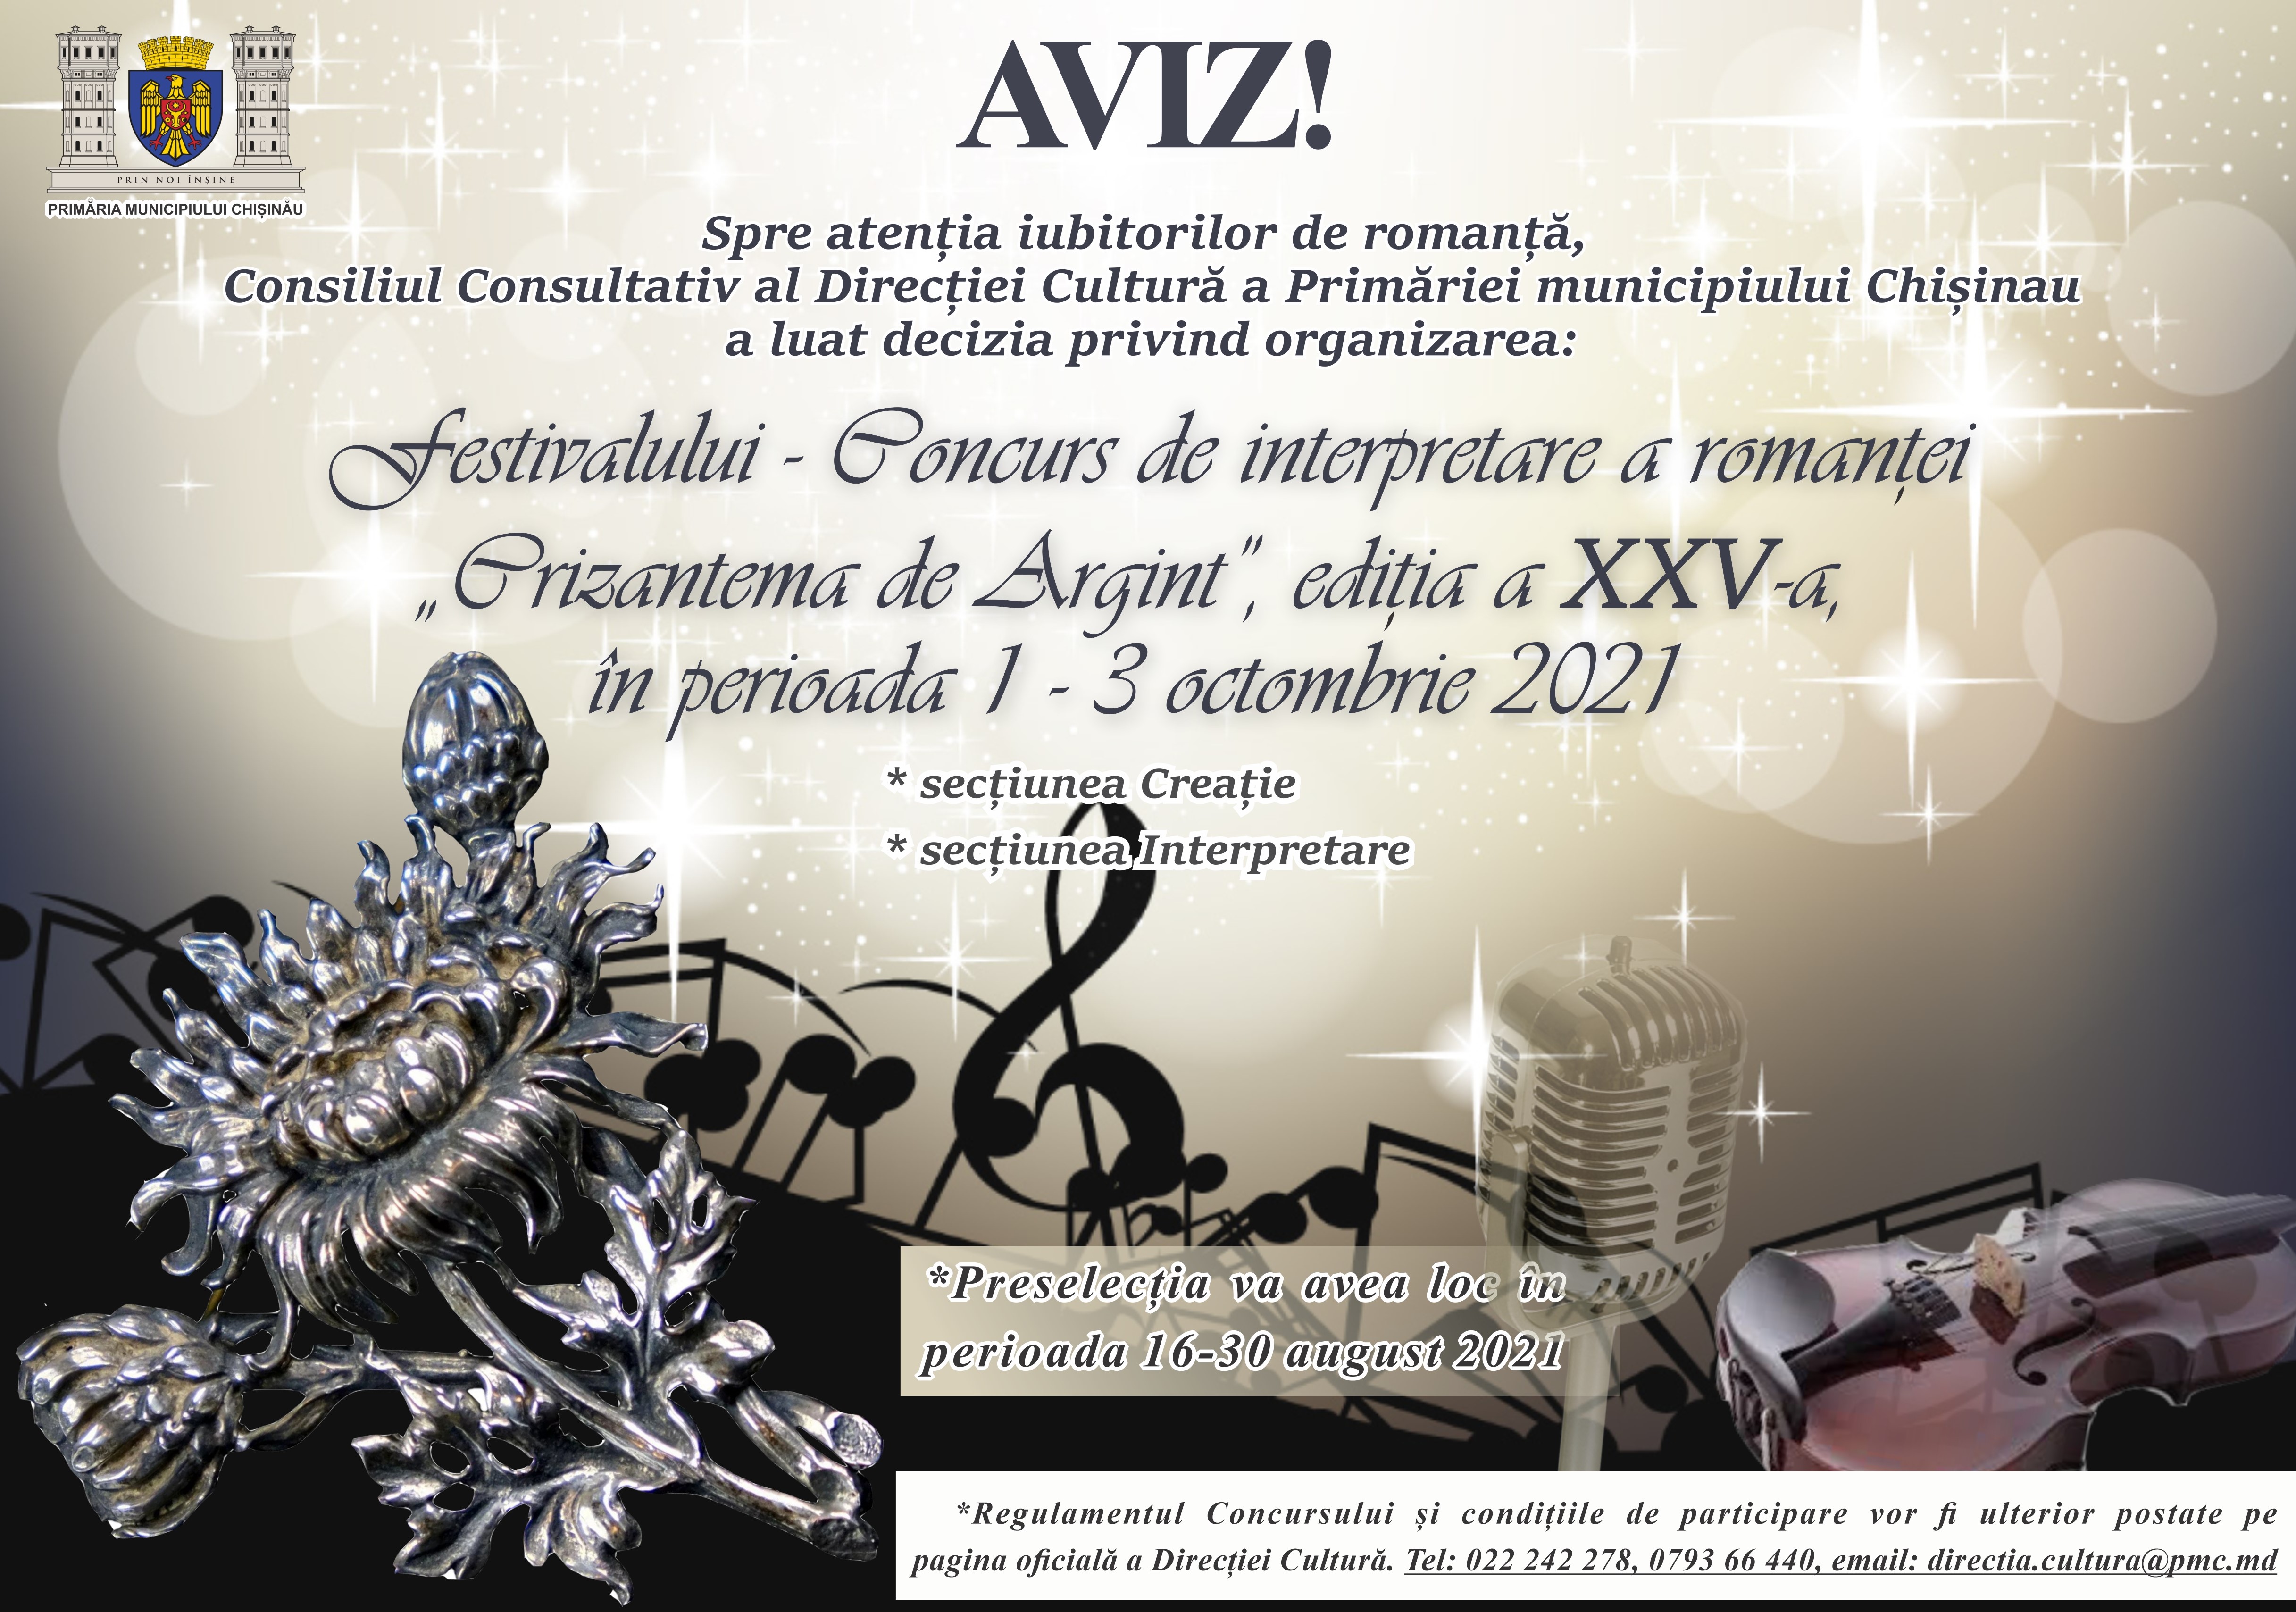 PRIN NOI ÎNȘINE
PRIMĂRIA MUNICIPIULUI CHIȘINĂU
AVIZ!
Spre atenția iubitorilor de romanță,
Consiliul Consultativ al Direcției Cultură a Primăriei municipiului Chișinau
a luat decizia privind organizarea:
Festivalului - Concurs de interpretare a romanței
„Crizantema de Argint”, ediția a XXV-a,
în perioada 1 - 3 octombrie 2021
* secțiunea Creație
* secțiunea Interpretare
*Preselecția va avea loc în
perioada 16-30 august 2021
*Regulamentul Concursului și condițiile de participare vor fi ulterior postate pe
pagina oficială a Direcției Cultură. Tel: 022 242 278, 0793 66 440, email: directia.cultura@pmc.md